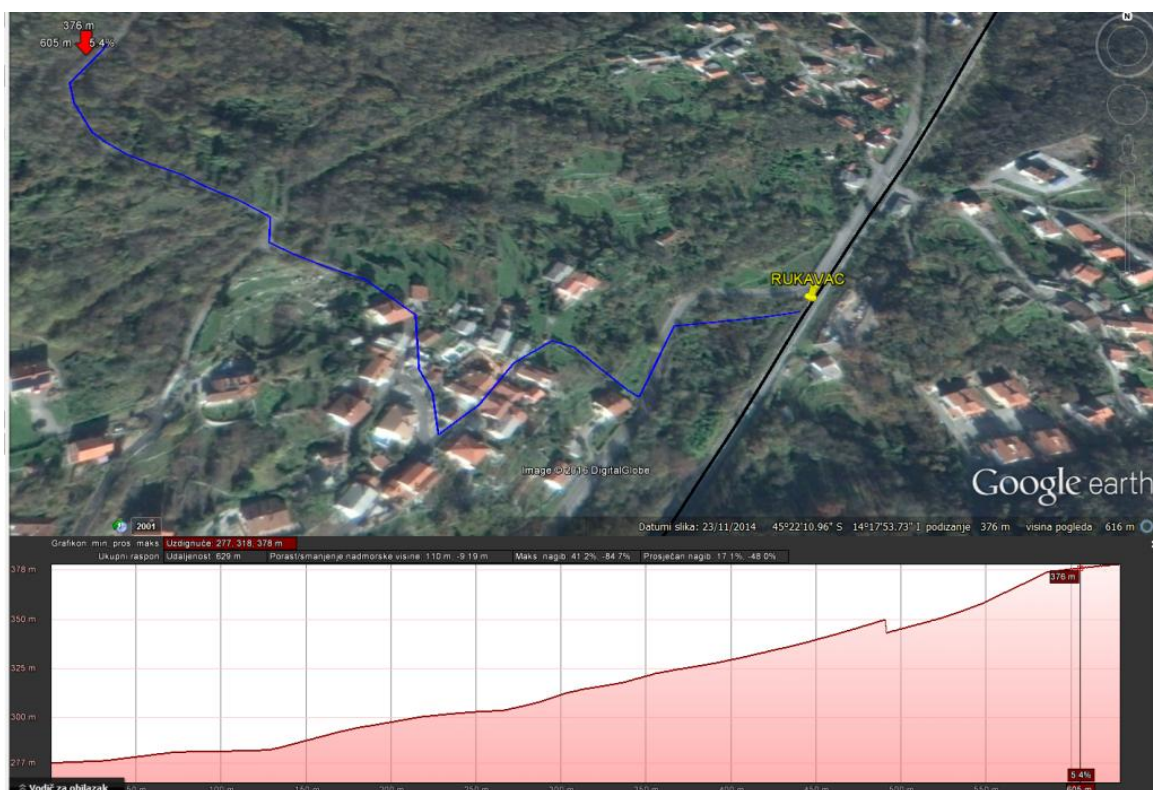 376 m
605 m 5.4%
N
RUKAVAC
Image © 2016 DigitalGlobe
Google earth
2001
Datumi slika: 23/11/2014 45°22'10.96" S 14°17'53.73" I podizanje 376 m visina pogleda 616 m
Grafikon: min. pros. maks Uzdignuće: 277, 318, 378 m
Ukupni raspon: Udaljenost: 629 m Porast/smanjenje nadmorske visine: 110 m, -9.19 m Maks. nagib: 41.2%, -84.7% Prosječan nagib: 17.1%, -48.0%
378 m
376 m
350 m
325 m
300 m
277 m
5.4%
Vodič za obilazak
50 m 100 m 150 m 200 m 250 m 300 m 350 m 400 m 450 m 500 m 550 m 605 m